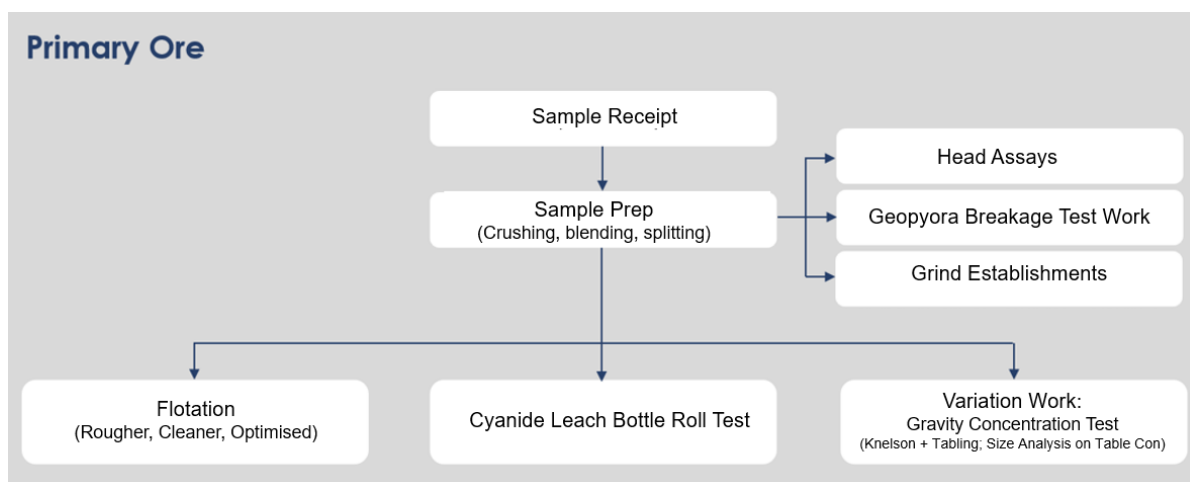 Primary Ore
Sample Receipt
Head Assays
Sample Prep
(Crushing, blending, splitting)
Geopyora Breakage Test Work
Grind Establishments
Flotation
(Rougher, Cleaner, Optimised)
Cyanide Leach Bottle Roll Test
Variation Work:
Gravity Concentration Test
(Knelson + Tabling; Size Analysis on Table Con)